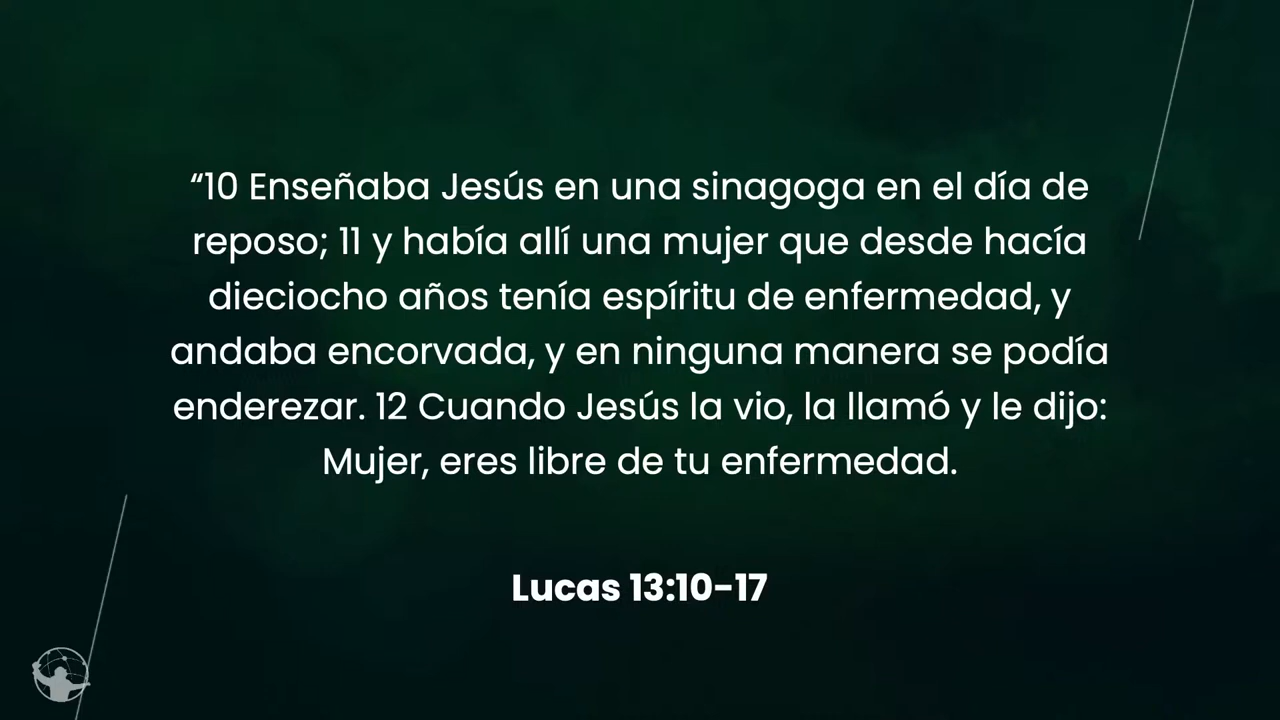 “10 Enseñaba Jesús en una sinagoga en el día de
reposo; 11 y había allí una mujer que desde hacía
dieciocho años tenía espíritu de enfermedad, y
andaba encorvada, y en ninguna manera se podía
enderezar. 12 Cuando Jesús la vio, la llamó y le dijo:
Mujer, eres libre de tu enfermedad.
Lucas 13:10-17